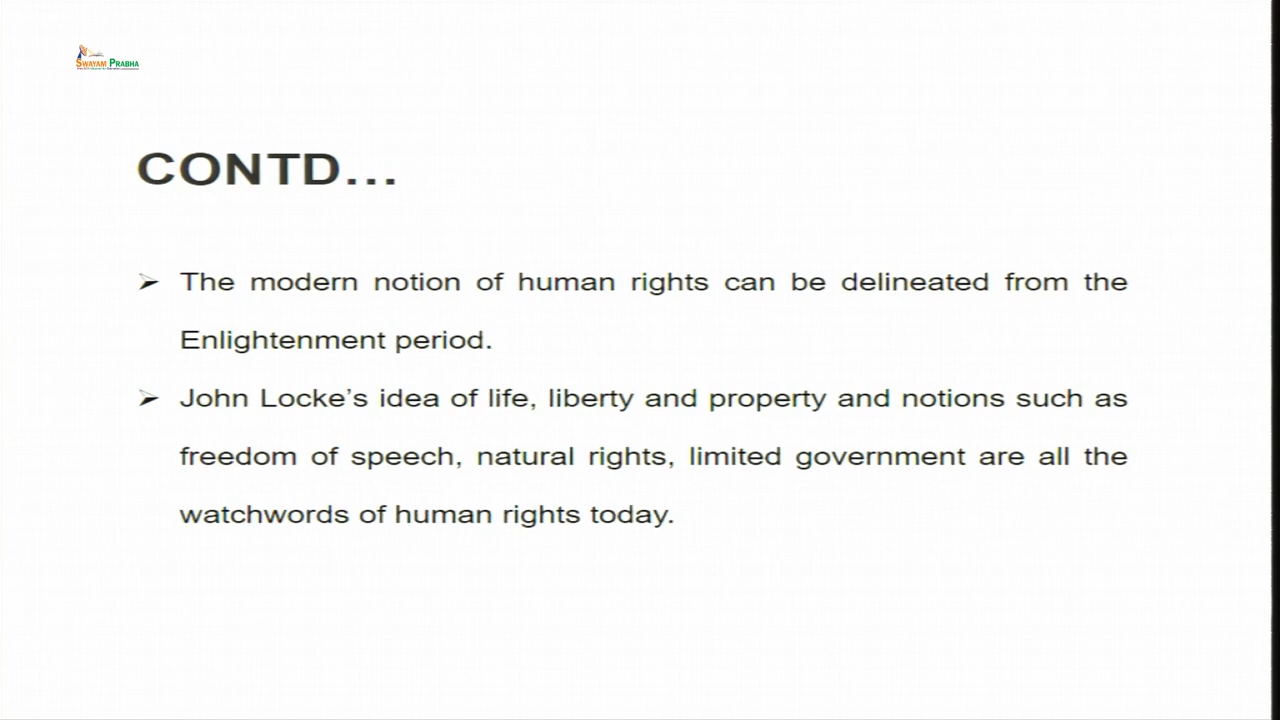 SWAYAM PRABHA
CONTD...
➢ The modern notion of human rights can be delineated from the
Enlightenment period.
➢ John Locke’s idea of life, liberty and property and notions such as
freedom of speech, natural rights, limited government are all the
watchwords of human rights today.